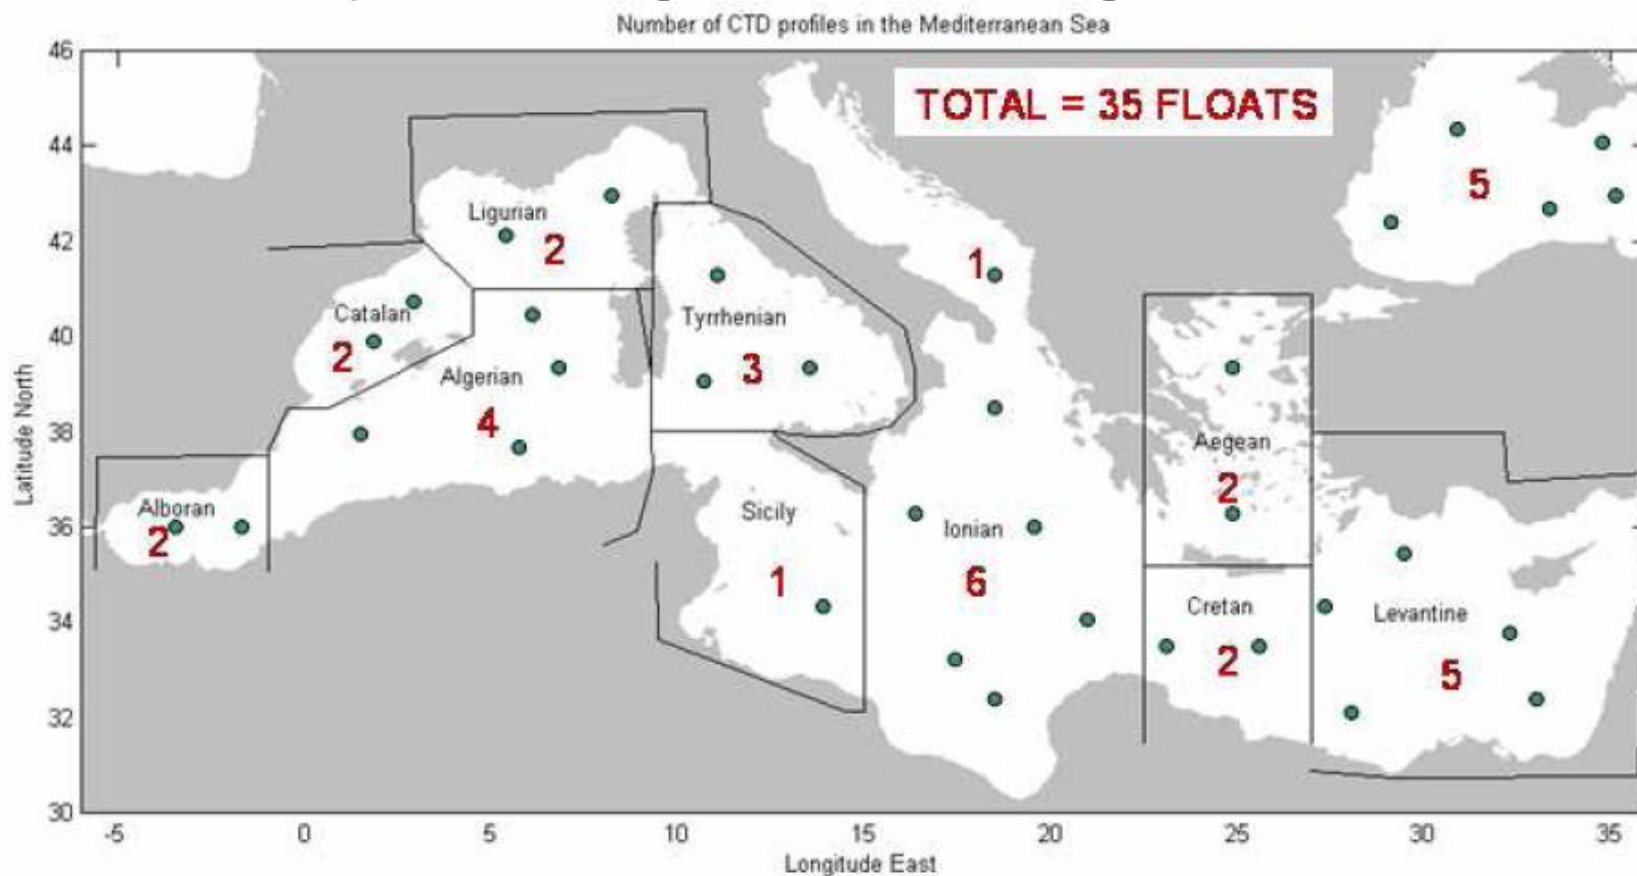 Number of CTD profiles in the Mediterranean Sea
TOTAL = 35 FLOATS
46
44
42
40
38
36
34
32
30
Latitude North
Ligurian
2
Catalan
2
Algerian
4
Alboran
2
Tyrrhenian
3
1
5
Sicily
1
Ionian
6
Aegean
2
Cretan
2
Levantine
5
-5
0
5
10
15
20
25
30
35
Longitude East